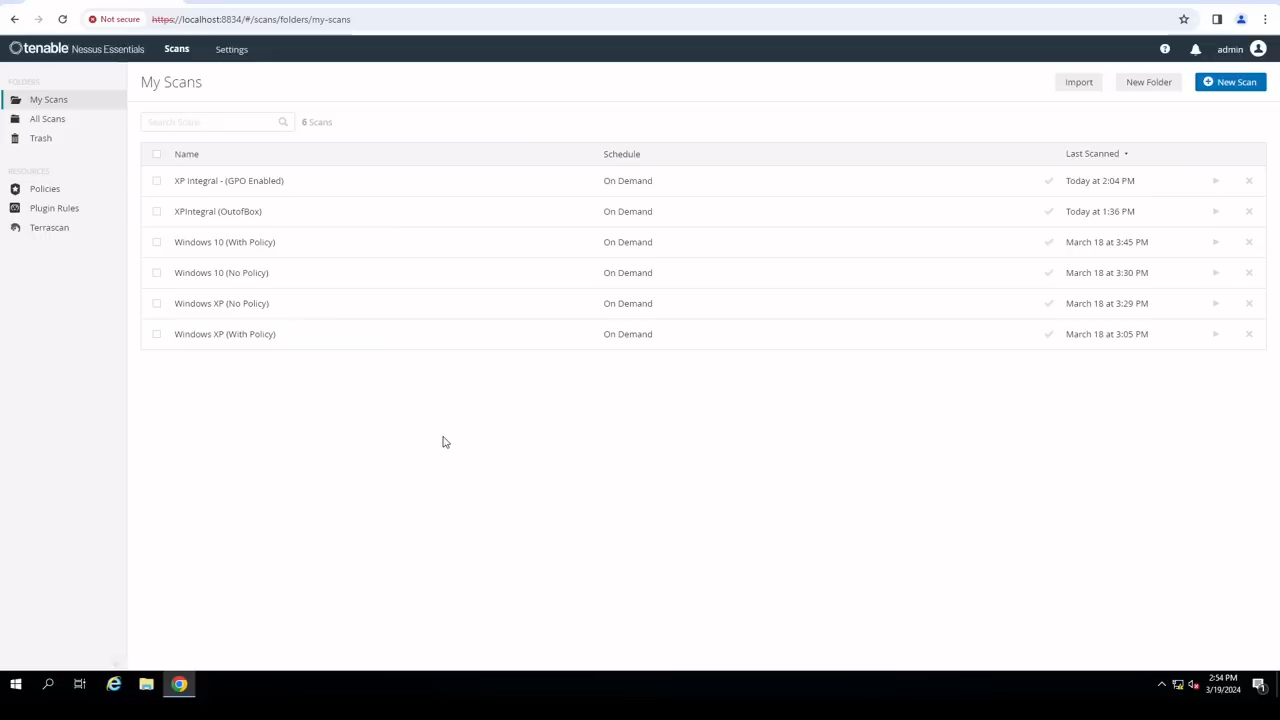 Not secure https://localhost:8834/#/scans/folders/my-scans
tenable Nessus Essentials Scans Settings admin
FOLDERS
My Scans
All Scans
Trash
RESOURCES
Policies
Plugin Rules
Terrascan
My Scans Import New Folder New Scan
Search Scans 6 Scans
Name Schedule Last Scanned
XP Integral - (GPO Enabled) On Demand Today at 2:04 PM
XPIntegral (OutofBox) On Demand Today at 1:36 PM
Windows 10 (With Policy) On Demand March 18 at 3:45 PM
Windows 10 (No Policy) On Demand March 18 at 3:30 PM
Windows XP (No Policy) On Demand March 18 at 3:29 PM
Windows XP (With Policy) On Demand March 18 at 3:05 PM
2:54 PM
3/19/2024
1